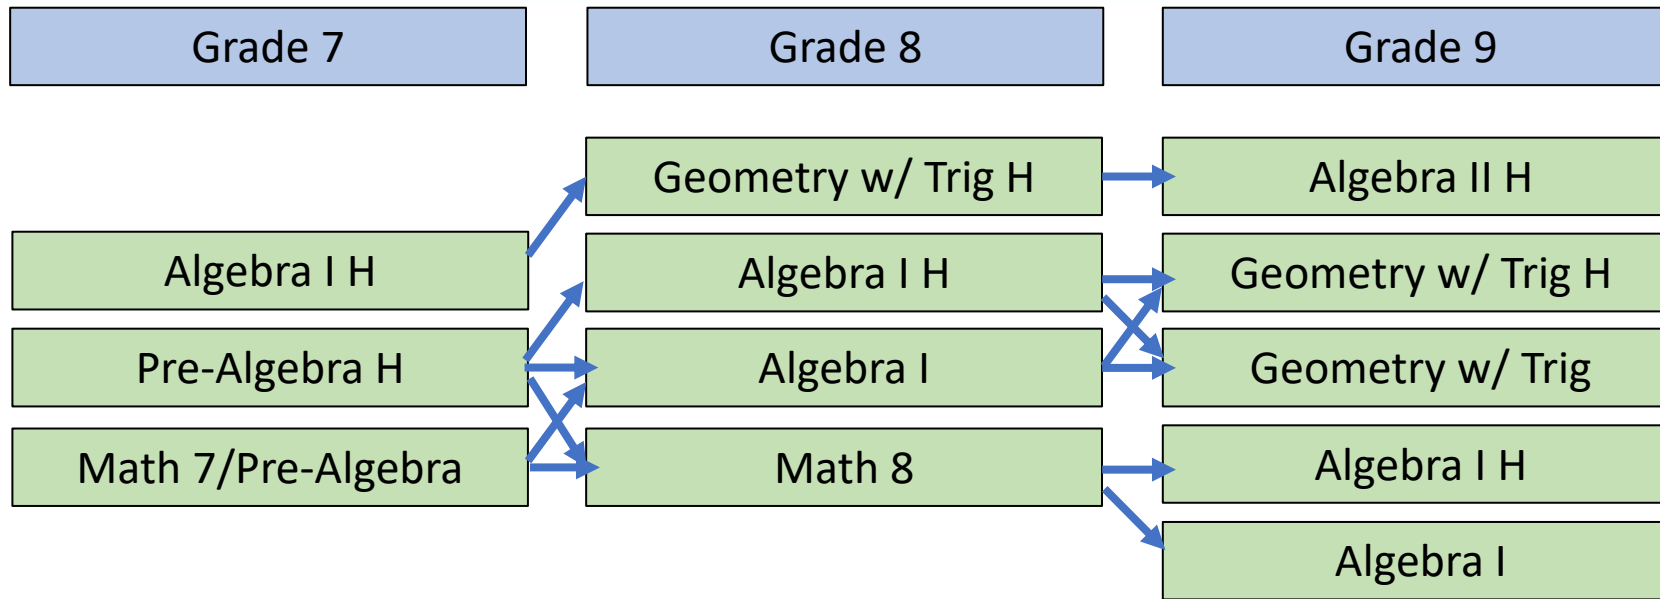 Grade 7
Grade 8
Grade 9
Geometry w/ Trig H
Algebra II H
Algebra I H
Algebra I H
Geometry w/ Trig H
Pre-Algebra H
Algebra I
Geometry w/ Trig
Math 7/Pre-Algebra
Math 8
Algebra I H
Algebra I